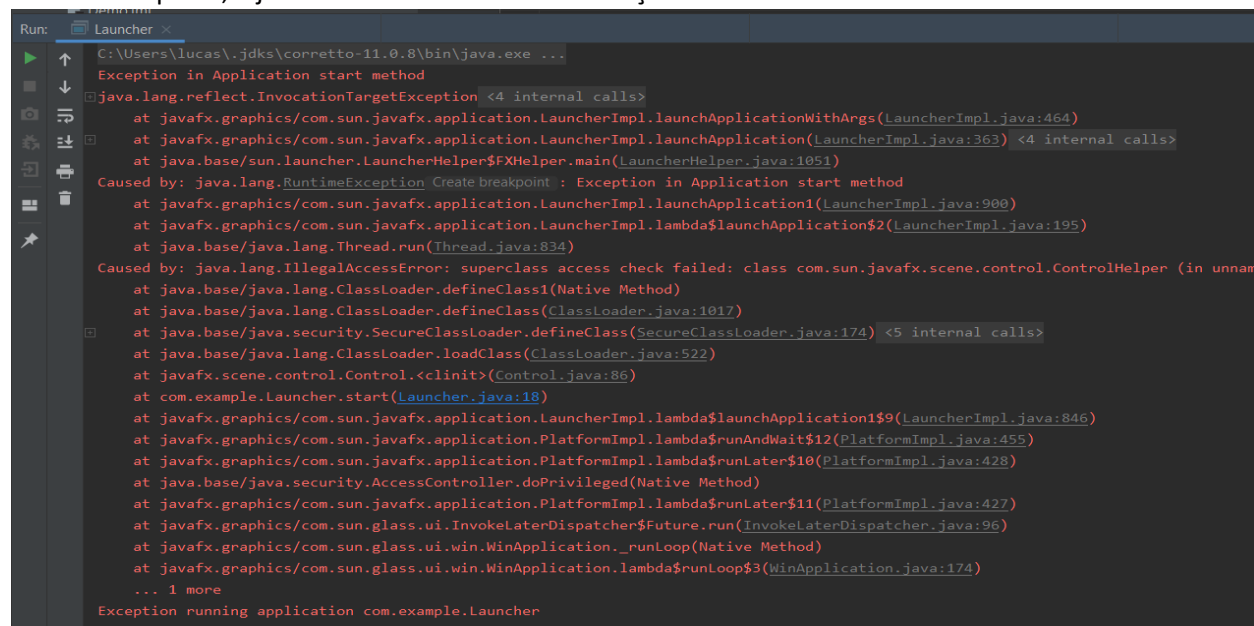 Demo.iml
Run: Launcher ×
C:\Users\lucas\.jdks\corretto-11.0.8\bin\java.exe ...
Exception in Application start method
java.lang.reflect.InvocationTargetException <4 internal calls>
at javafx.graphics/com.sun.javafx.application.LauncherImpl.launchApplicationWithArgs(LauncherImpl.java:464)
at javafx.graphics/com.sun.javafx.application.LauncherImpl.launchApplication(LauncherImpl.java:363) <4 internal calls>
at java.base/sun.launcher.LauncherHelper$FXHelper.main(LauncherHelper.java:1051)
Caused by: java.lang.RuntimeException Create breakpoint : Exception in Application start method
at javafx.graphics/com.sun.javafx.application.LauncherImpl.launchApplication1(LauncherImpl.java:900)
at javafx.graphics/com.sun.javafx.application.LauncherImpl.lambda$launchApplication$2(LauncherImpl.java:195)
at java.base/java.lang.Thread.run(Thread.java:834)
Caused by: java.lang.IllegalAccessError: superclass access check failed: class com.sun.javafx.scene.control.ControlHelper (in unnam
at java.base/java.lang.ClassLoader.defineClass1(Native Method)
at java.base/java.lang.ClassLoader.defineClass(ClassLoader.java:1017)
at java.base/java.security.SecureClassLoader.defineClass(SecureClassLoader.java:174) <5 internal calls>
at java.base/java.lang.ClassLoader.loadClass(ClassLoader.java:522)
at javafx.scene.control.Control.<clinit>(Control.java:86)
at com.example.Launcher.start(Launcher.java:18)
at javafx.graphics/com.sun.javafx.application.LauncherImpl.lambda$launchApplication1$9(LauncherImpl.java:846)
at javafx.graphics/com.sun.javafx.application.PlatformImpl.lambda$runAndWait$12(PlatformImpl.java:455)
at javafx.graphics/com.sun.javafx.application.PlatformImpl.lambda$runLater$10(PlatformImpl.java:428)
at java.base/java.security.AccessController.doPrivileged(Native Method)
at javafx.graphics/com.sun.javafx.application.PlatformImpl.lambda$runLater$11(PlatformImpl.java:427)
at javafx.graphics/com.sun.glass.ui.InvokeLaterDispatcher$Future.run(InvokeLaterDispatcher.java:96)
at javafx.graphics/com.sun.glass.ui.win.WinApplication._runLoop(Native Method)
at javafx.graphics/com.sun.glass.ui.win.WinApplication.lambda$runLoop$3(WinApplication.java:174)
... 1 more
Exception running application com.example.Launcher